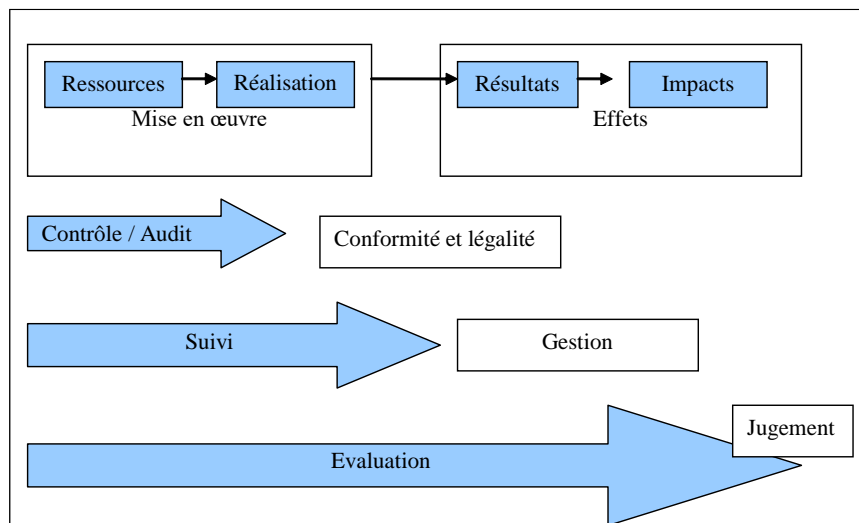 Ressources
Réalisation
Résultats
Impacts
Mise en œuvre
Effets
Contrôle / Audit
Conformité et légalité
Suivi
Gestion
Jugement
Evaluation